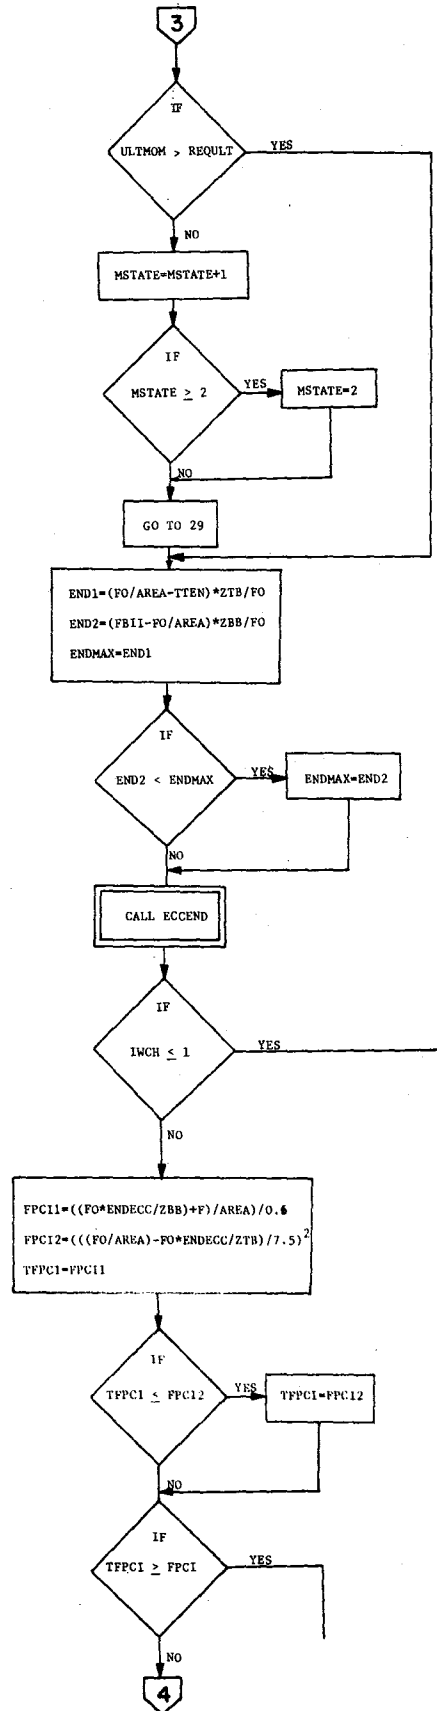 3
IF
ULTMOM > REQULT
YES
NO
MSTATE=MSTATE+1
IF
MSTATE ≥ 2
YES
MSTATE=2
NO
GO TO 29
END1=(FO/AREA-TTEN)*ZTB/FO
END2=(FBII-FO/AREA)*ZBB/FO
ENDMAX=END1
IF
END2 < ENDMAX
YES
ENDMAX=END2
NO
CALL ECCEND
IF
IWCH ≤ 1
YES
NO
FPCI1=((FO*ENDECC/ZBB)+F)/AREA)/0.6
FPCI2=(((FO/AREA)-FO*ENDECC/ZTB)/7.5)²
TFPCI=FPCI1
IF
TFPCI ≤ FPCI2
YES
TFPCI=FPCI2
NO
IF
TFPCI ≥ FPCI
YES
NO
4